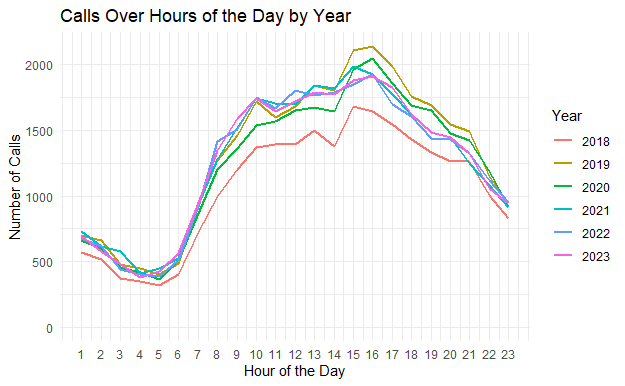 Calls Over Hours of the Day by Year
Number of Calls
2000
1500
1000
500
0
1 2 3 4 5 6 7 8 9 10 11 12 13 14 15 16 17 18 19 20 21 22 23
Hour of the Day
Year
2018
2019
2020
2021
2022
2023